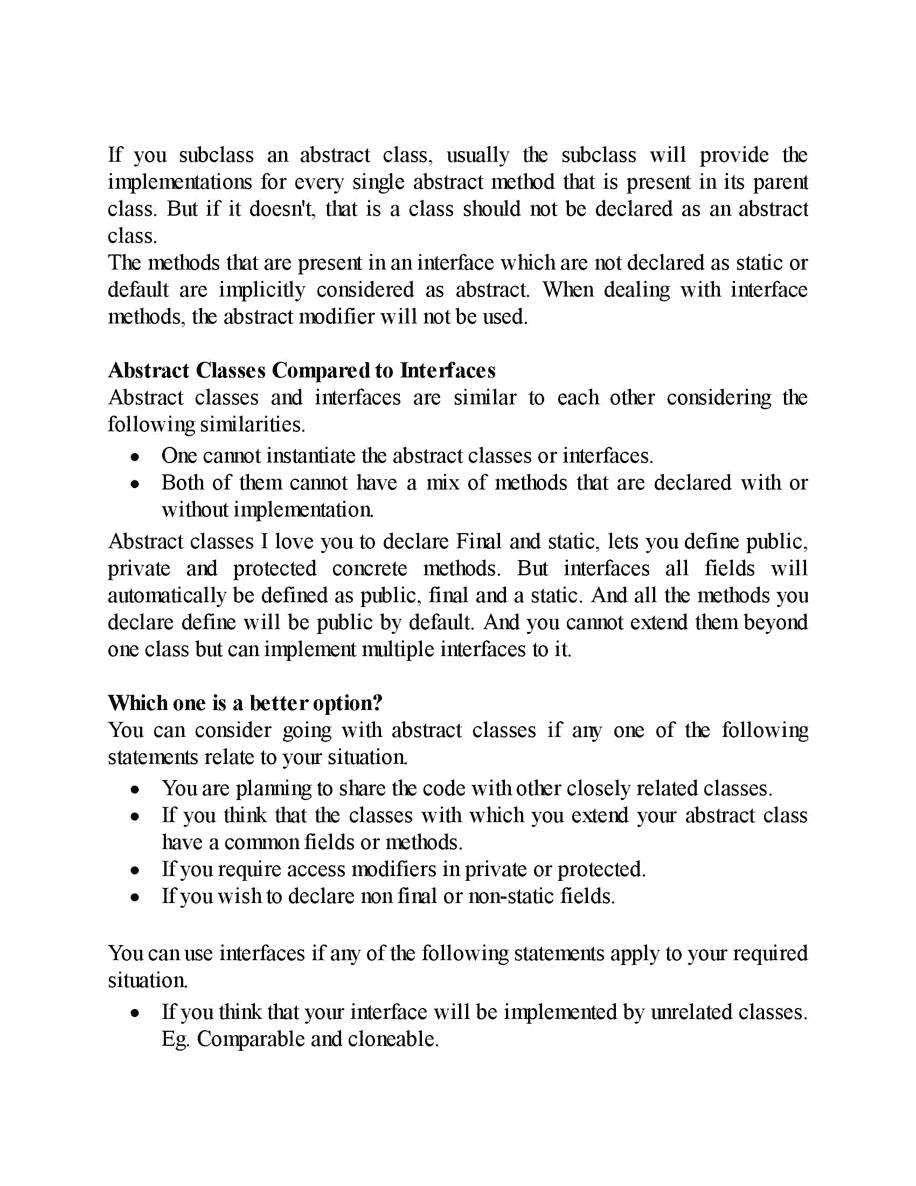 If you subclass an abstract class, usually the subclass will provide the
implementations for every single abstract method that is present in its parent
class. But if it doesn't, that is a class should not be declared as an abstract
class.
The methods that are present in an interface which are not declared as static or
default are implicitly considered as abstract. When dealing with interface
methods, the abstract modifier will not be used.
Abstract Classes Compared to Interfaces
Abstract classes and interfaces are similar to each other considering the
following similarities.
• One cannot instantiate the abstract classes or interfaces.
• Both of them cannot have a mix of methods that are declared with or
without implementation.
Abstract classes I love you to declare Final and static, lets you define public,
private and protected concrete methods. But interfaces all fields will
automatically be defined as public, final and a static. And all the methods you
declare define will be public by default. And you cannot extend them beyond
one class but can implement multiple interfaces to it.
Which one is a better option?
You can consider going with abstract classes if any one of the following
statements relate to your situation.
• You are planning to share the code with other closely related classes.
• If you think that the classes with which you extend your abstract class
have a common fields or methods.
• If you require access modifiers in private or protected.
• If you wish to declare non final or non-static fields.
You can use interfaces if any of the following statements apply to your required
situation.
• If you think that your interface will be implemented by unrelated classes.
Eg. Comparable and cloneable.